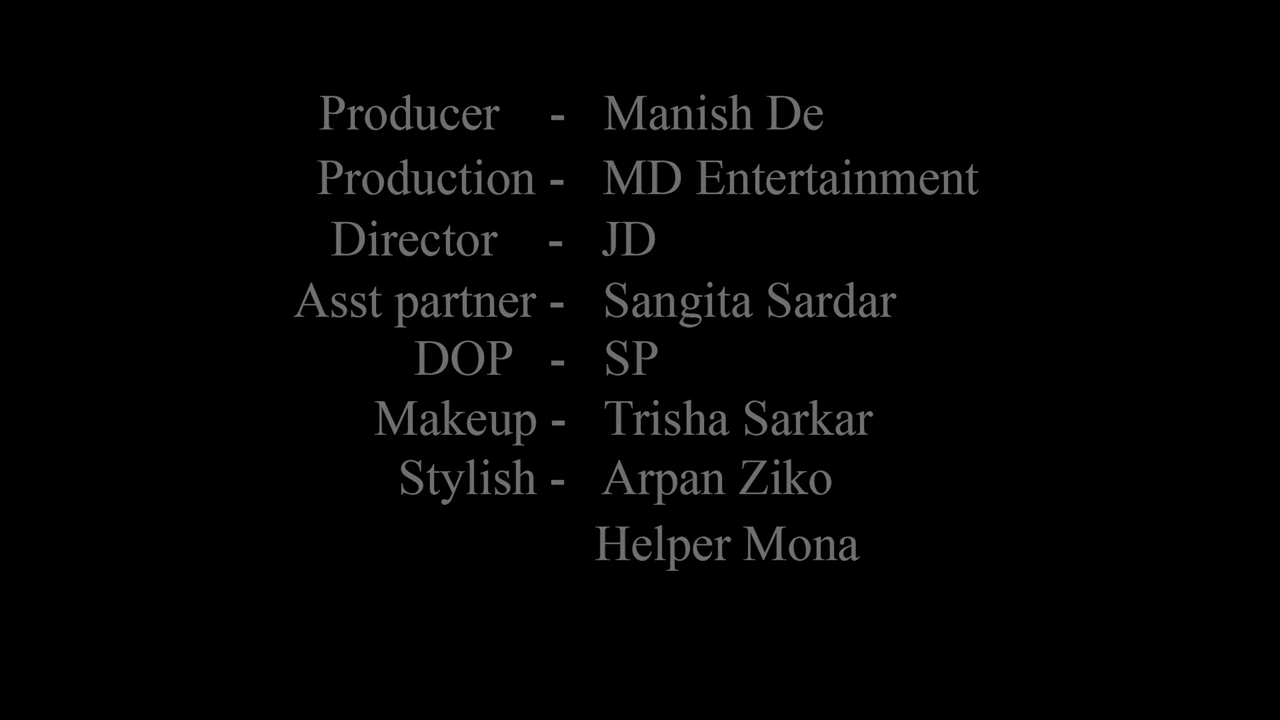 Producer - Manish De
Production - MD Entertainment
Director - JD
Asst partner - Sangita Sardar
DOP - SP
Makeup - Trisha Sarkar
Stylish - Arpan Ziko
Helper Mona